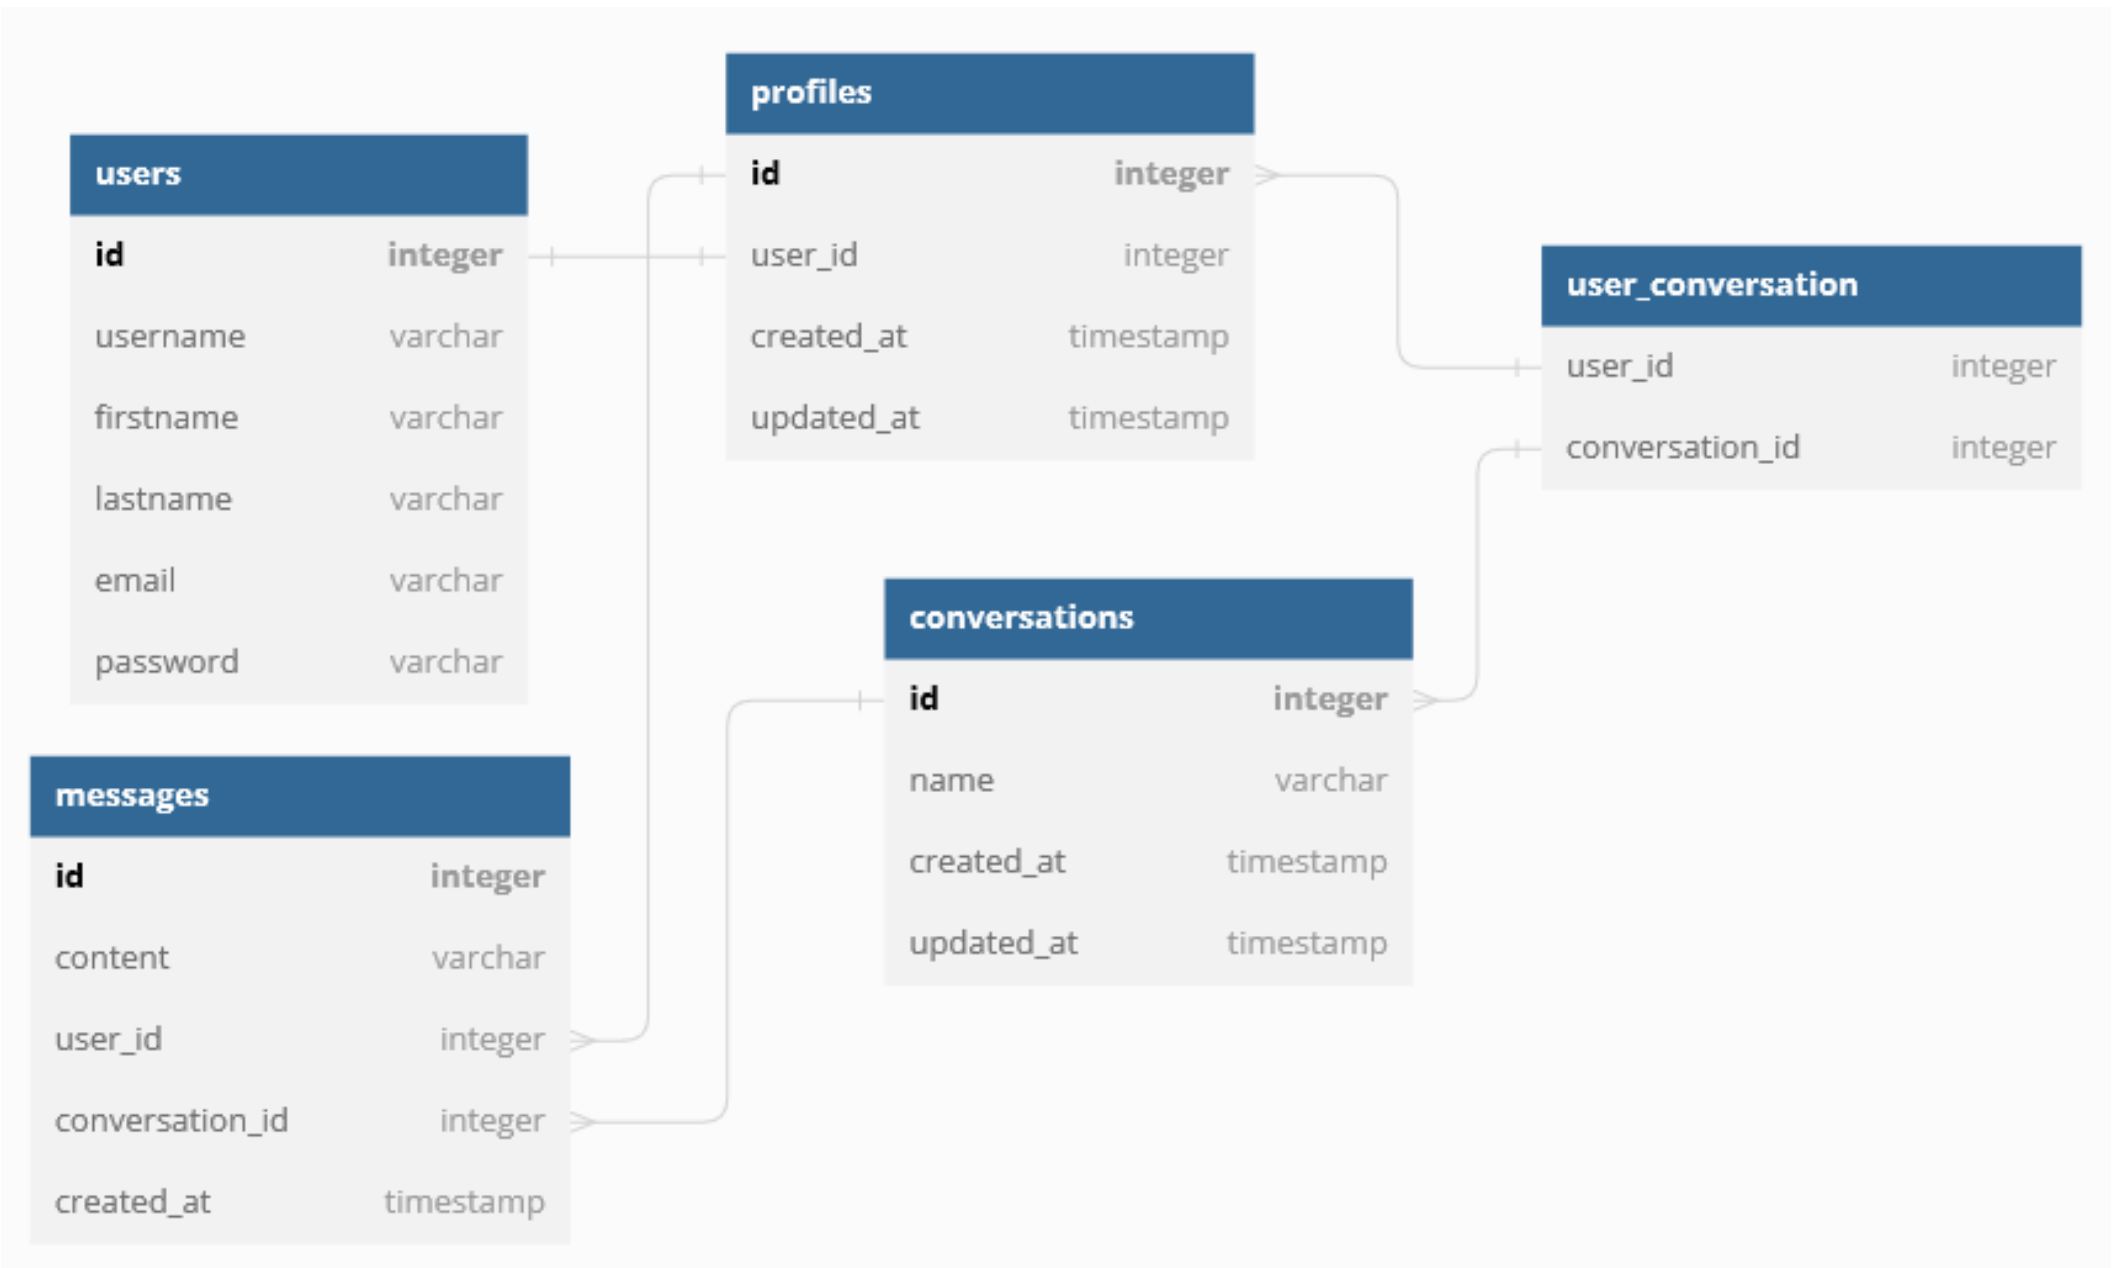 users
id integer
username varchar
firstname varchar
lastname varchar
email varchar
password varchar
profiles
id integer
user_id integer
created_at timestamp
updated_at timestamp
user_conversation
user_id integer
conversation_id integer
conversations
id integer
name varchar
created_at timestamp
updated_at timestamp
messages
id integer
content varchar
user_id integer
conversation_id integer
created_at timestamp